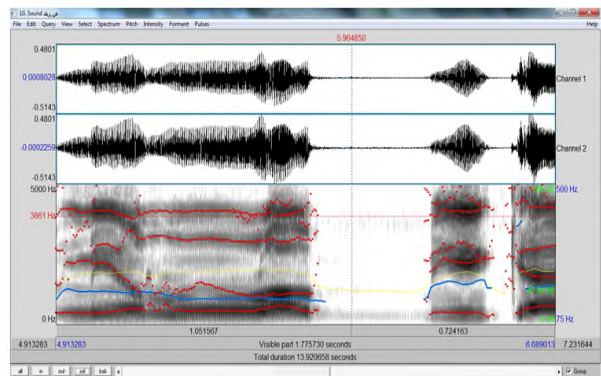 10. Sound هي_زيد
File Edit Query View Select Spectrum Pitch Intensity Formant Pulses Help
5.904850
0.4801
0.0008028
-0.5143
Channel 1
0.4801
-0.0002259
-0.5143
Channel 2
5000 Hz 500 Hz
3661 Hz
0 Hz 75 Hz
1.051567 0.724163
4.913283 4.913283 Visible part 1.775730 seconds 6.689013 7.231644
Total duration 13.920658 seconds
all in out sel bak Group